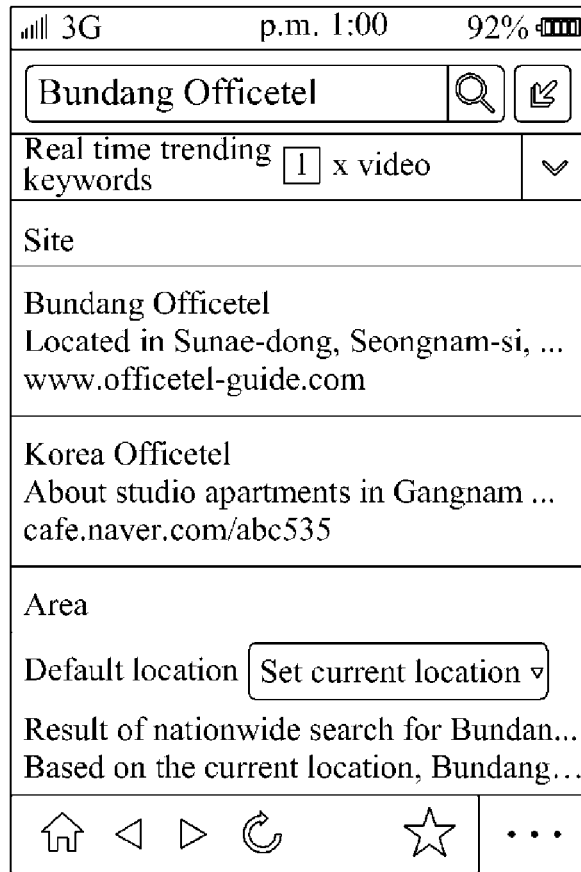 3G p.m. 1:00 92%
Bundang Officetel
Real time trending
keywords 1 x video
Site
Bundang Officetel
Located in Sunae-dong, Seongnam-si, ...
www.officetel-guide.com
Korea Officetel
About studio apartments in Gangnam ...
cafe.naver.com/abc535
Area
Default location Set current location
Result of nationwide search for Bundan...
Based on the current location, Bundang...